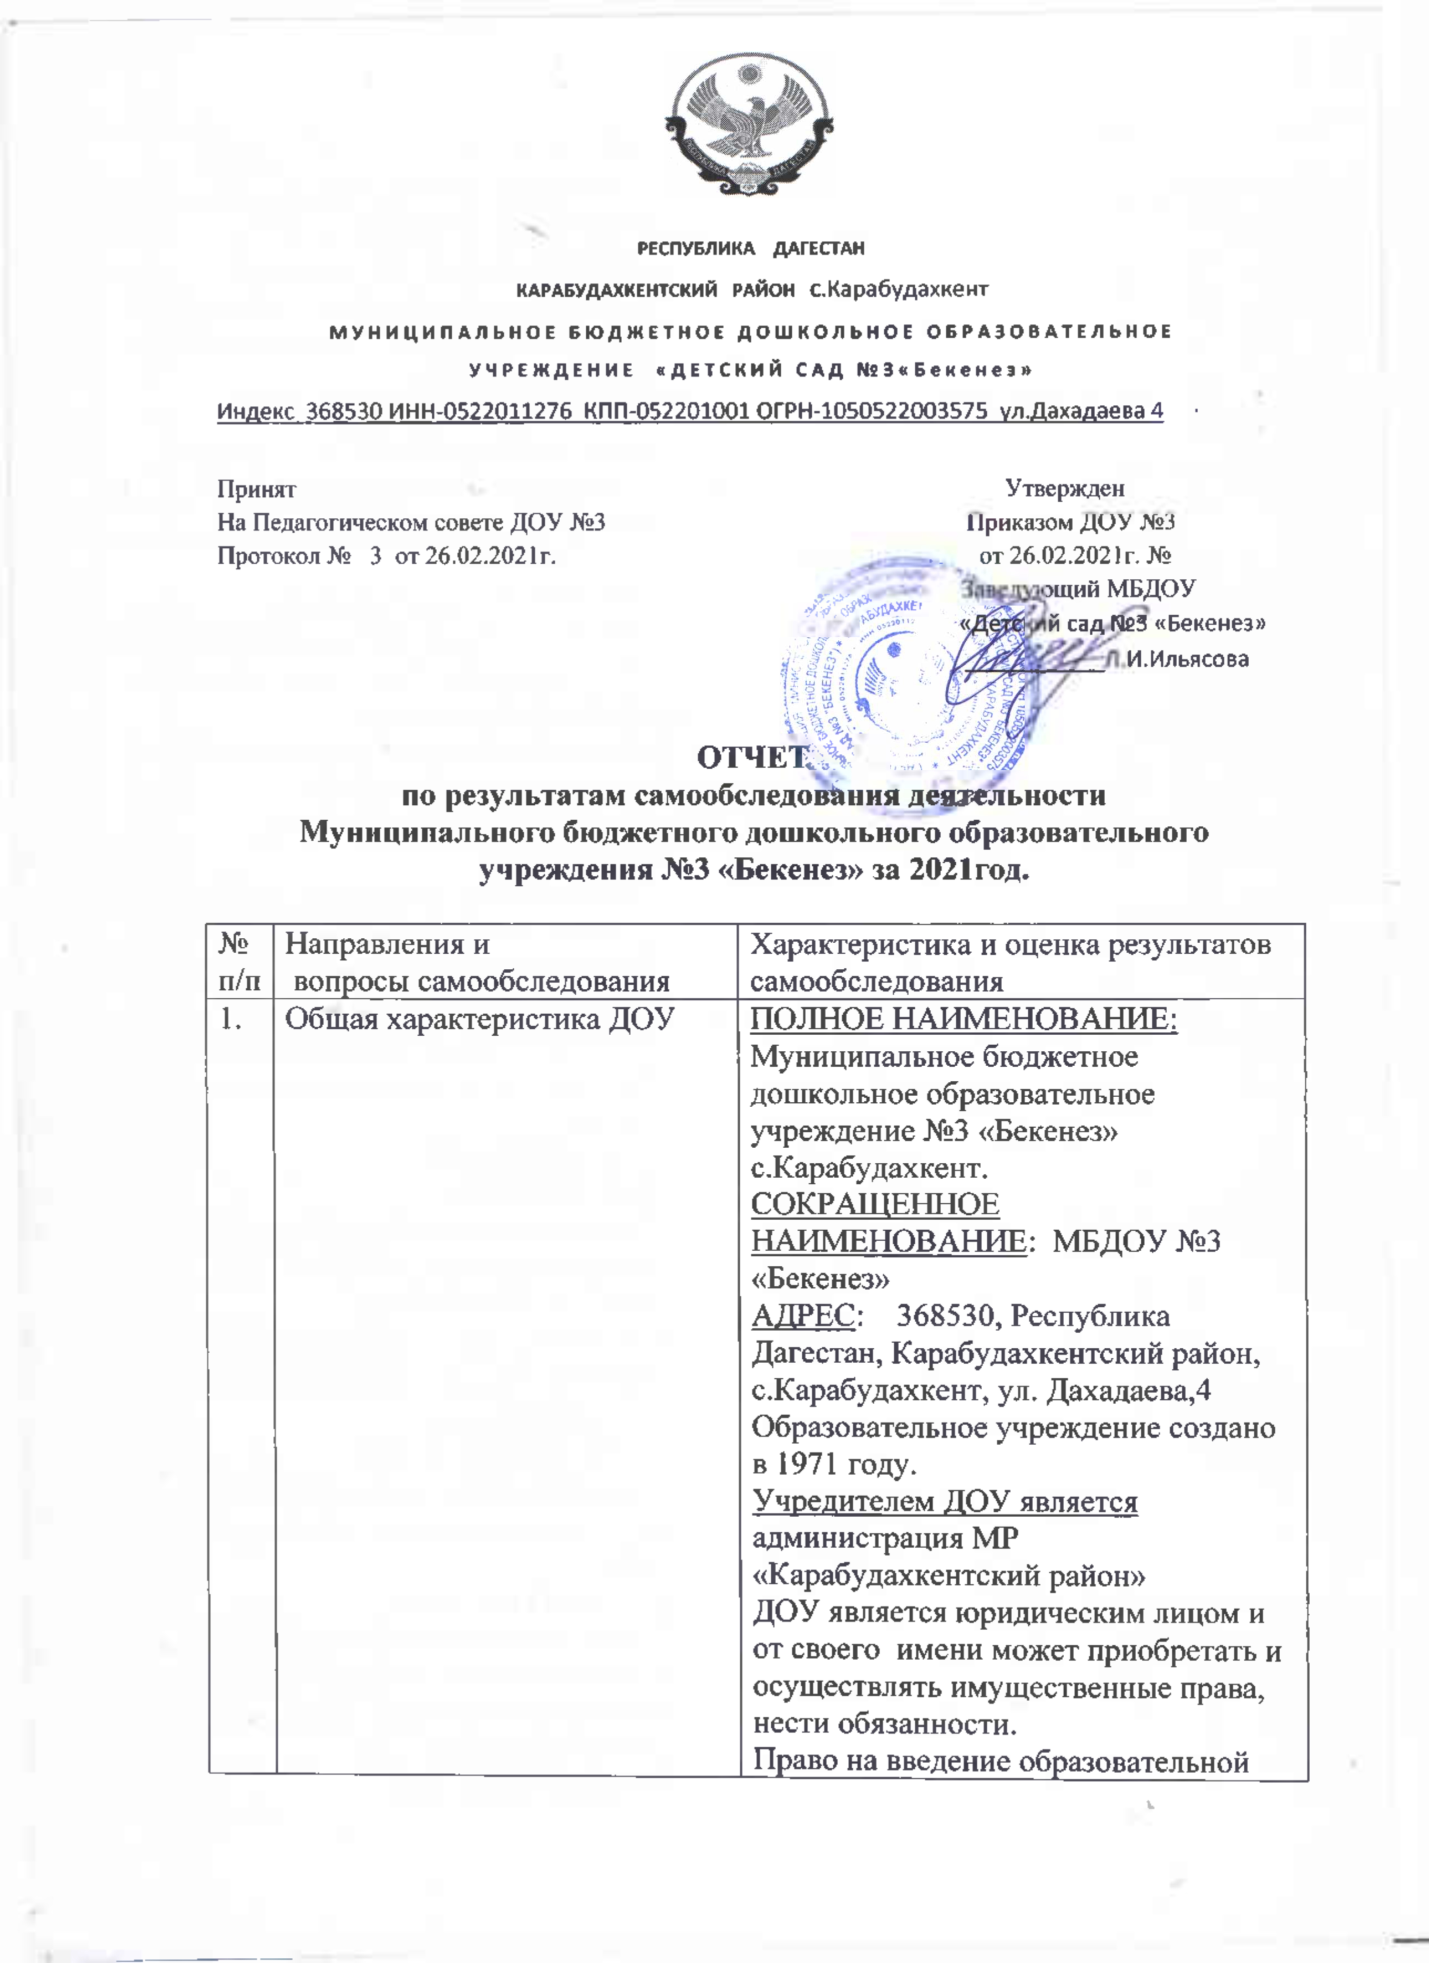 РЕСПУБЛИКА ДАГЕСТАН
РЕСПУБЛИКА ДАГЕСТАН
КАРАБУДАХКЕНТСКИЙ РАЙОН с.Карабудахкент
МУНИЦИПАЛЬНОЕ БЮДЖЕТНОЕ ДОШКОЛЬНОЕ ОБРАЗОВАТЕЛЬНОЕ
УЧРЕЖДЕНИЕ «ДЕТСКИЙ САД №3«Бекенез»
Индекс 368530 ИНН-0522011276 КПП-052201001 ОГРН-1050522003575 ул.Дахадаева 4
Принят
На Педагогическом совете ДОУ №3
Протокол № 3 от 26.02.2021г.
Утвержден
Приказом ДОУ №3
от 26.02.2021г. №
Заведующий МБДОУ
«Детский сад №3 «Бекенез»
Л.И.Ильясова
ОТЧЕТ
по результатам самообследования деятельности
Муниципального бюджетного дошкольного образовательного
учреждения №3 «Бекенез» за 2021год.
№
п/п
Направления и
вопросы самообследования
Характеристика и оценка результатов
самообследования
1.
Общая характеристика ДОУ
ПОЛНОЕ НАИМЕНОВАНИЕ:
Муниципальное бюджетное
дошкольное образовательное
учреждение №3 «Бекенез»
с.Карабудахкент.
СОКРАЩЕННОЕ
НАИМЕНОВАНИЕ: МБДОУ №3
«Бекенез»
АДРЕС: 368530, Республика
Дагестан, Карабудахкентский район,
с.Карабудахкент, ул. Дахадаева,4
Образовательное учреждение создано
в 1971 году.
Учредителем ДОУ является
администрация МР
«Карабудахкентский район»
ДОУ является юридическим лицом и
от своего имени может приобретать и
осуществлять имущественные права,
нести обязанности.
Право на введение образовательной